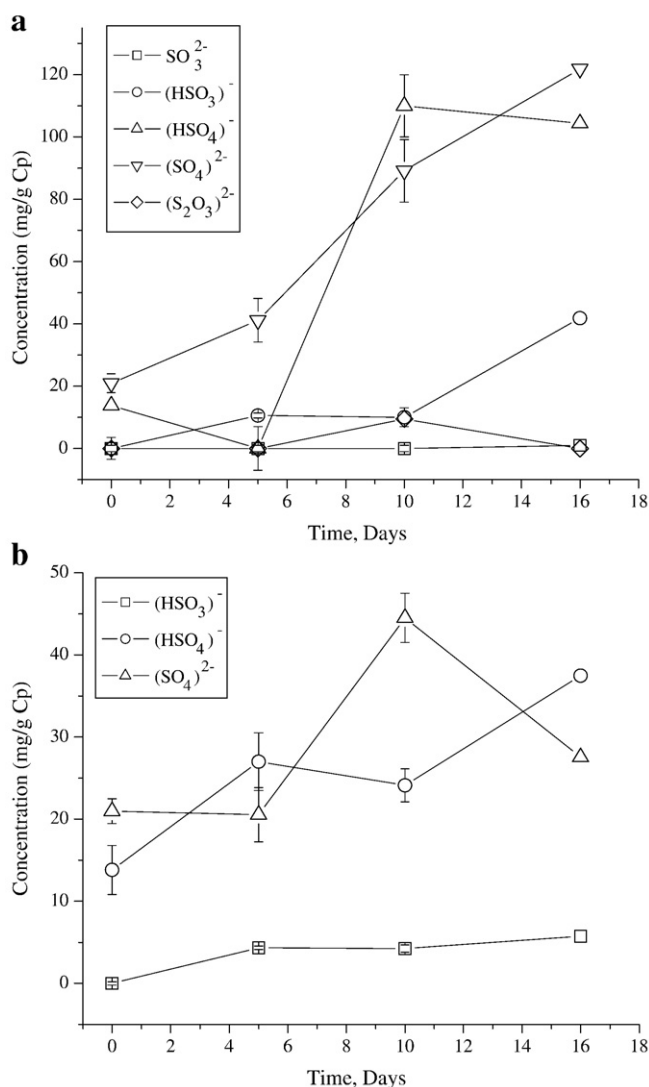 a
SO₃²⁻
(HSO₃)⁻
(HSO₄)⁻
(SO₄)²⁻
(S₂O₃)²⁻
Concentration (mg/g Cp)
120
100
80
60
40
20
0
0 2 4 6 8 10 12 14 16 18
Time, Days
b
(HSO₃)⁻
(HSO₄)⁻
(SO₄)²⁻
Concentration (mg/g Cp)
50
40
30
20
10
0
0 2 4 6 8 10 12 14 16 18
Time, Days